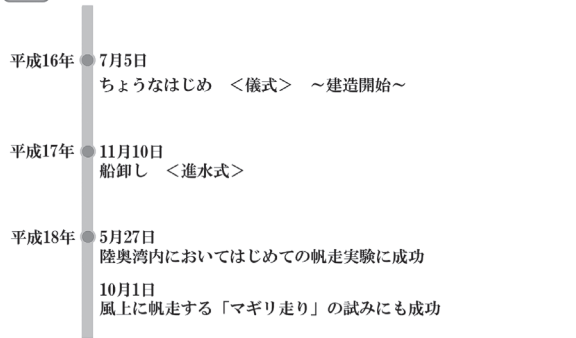 平成16年 7月5日
ちょうなはじめ ＜儀式＞ ～建造開始～
平成17年 11月10日
船卸し ＜進水式＞
平成18年 5月27日
陸奥湾内においてはじめての帆走実験に成功
10月1日
風上に帆走する「マギリ走り」の試みにも成功